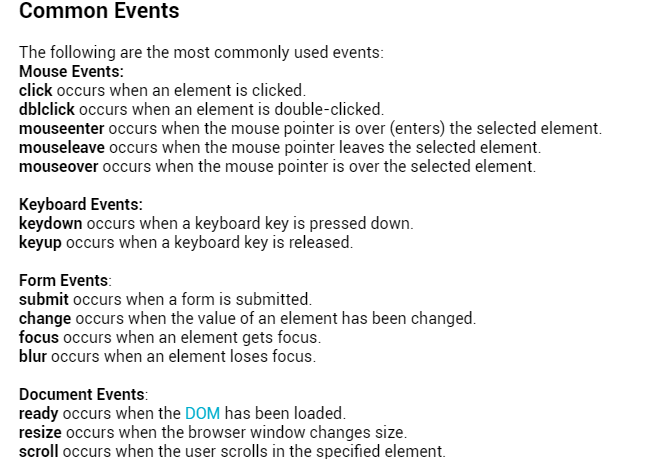 Common Events
The following are the most commonly used events:
Mouse Events:
click occurs when an element is clicked.
dblclick occurs when an element is double-clicked.
mouseenter occurs when the mouse pointer is over (enters) the selected element.
mouseleave occurs when the mouse pointer leaves the selected element.
mouseover occurs when the mouse pointer is over the selected element.
Keyboard Events:
keydown occurs when a keyboard key is pressed down.
keyup occurs when a keyboard key is released.
Form Events:
submit occurs when a form is submitted.
change occurs when the value of an element has been changed.
focus occurs when an element gets focus.
blur occurs when an element loses focus.
Document Events:
ready occurs when the DOM has been loaded.
resize occurs when the browser window changes size.
scroll occurs when the user scrolls in the specified element.